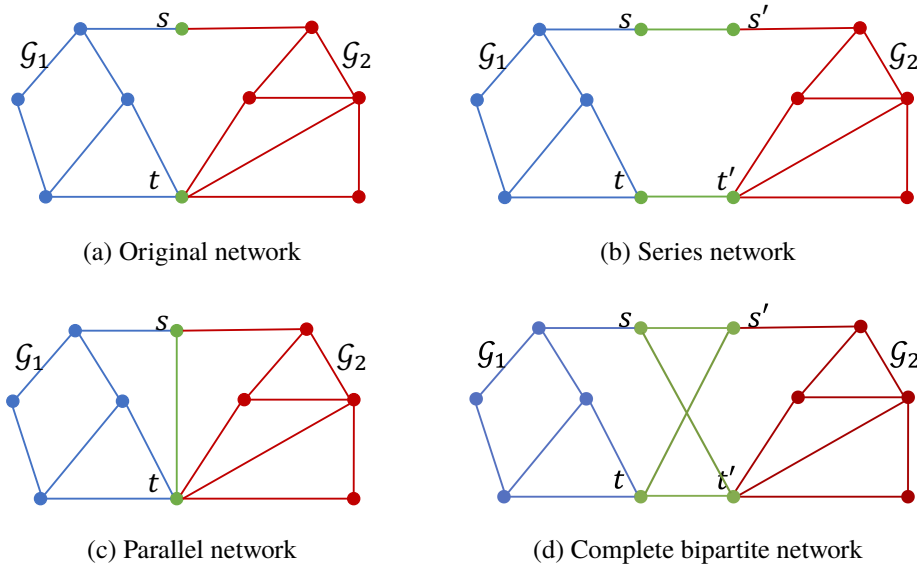 s
𝒢₁
𝒢₂
t
(a) Original network
s s′
𝒢₁
𝒢₂
t t′
(b) Series network
s
𝒢₁
𝒢₂
t
(c) Parallel network
s s′
𝒢₁
𝒢₂
t t′
(d) Complete bipartite network